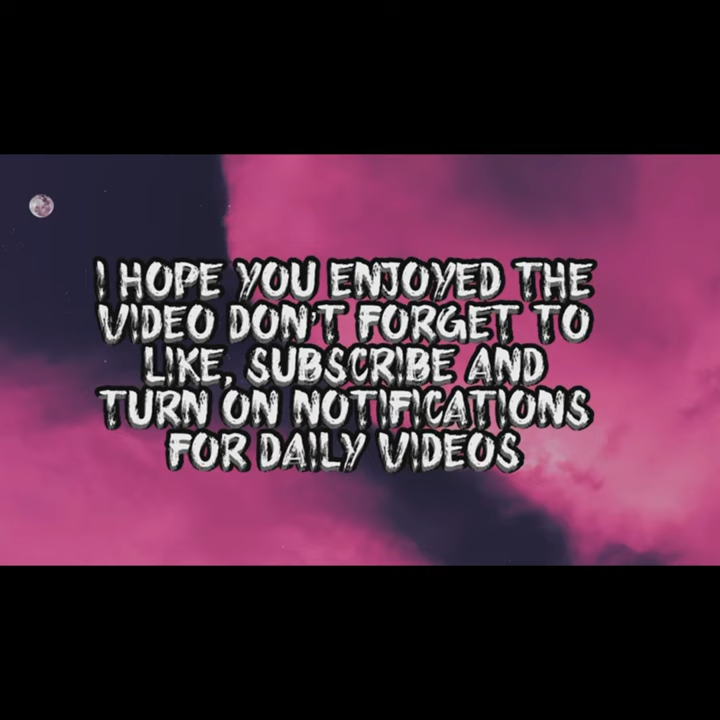 I HOPE YOU ENJOYED THE
VIDEO DON'T FORGET TO
LIKE, SUBSCRIBE AND
TURN ON NOTIFICATIONS
FOR DAILY VIDEOS